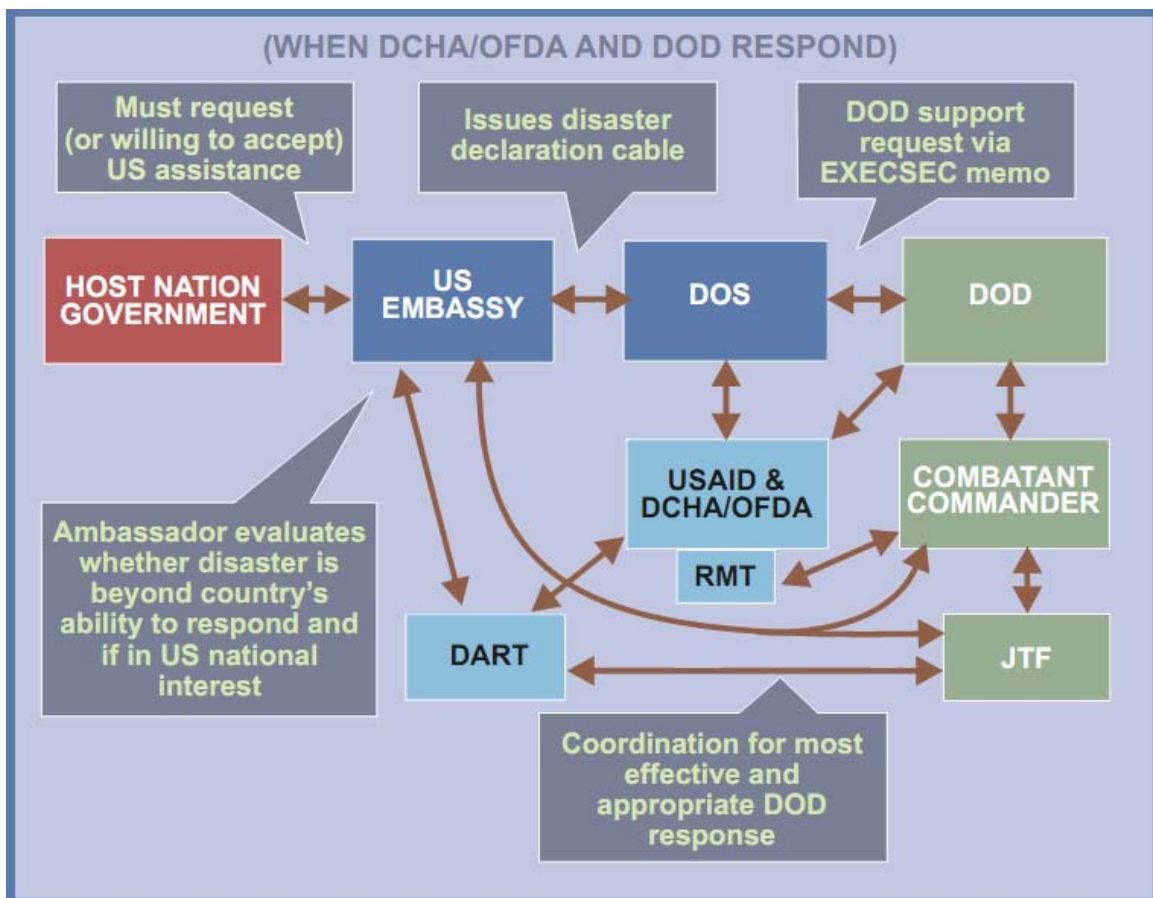 (WHEN DCHA/OFDA AND DOD RESPOND)
Must request
(or willing to accept)
US assistance
Issues disaster
declaration cable
DOD support
request via
EXECSEC memo
HOST NATION
GOVERNMENT
US
EMBASSY
DOS
DOD
USAID &
DCHA/OFDA
COMBATANT
COMMANDER
RMT
Ambassador evaluates
whether disaster is
beyond country's
ability to respond and
if in US national
interest
DART
JTF
Coordination for most
effective and
appropriate DOD
response